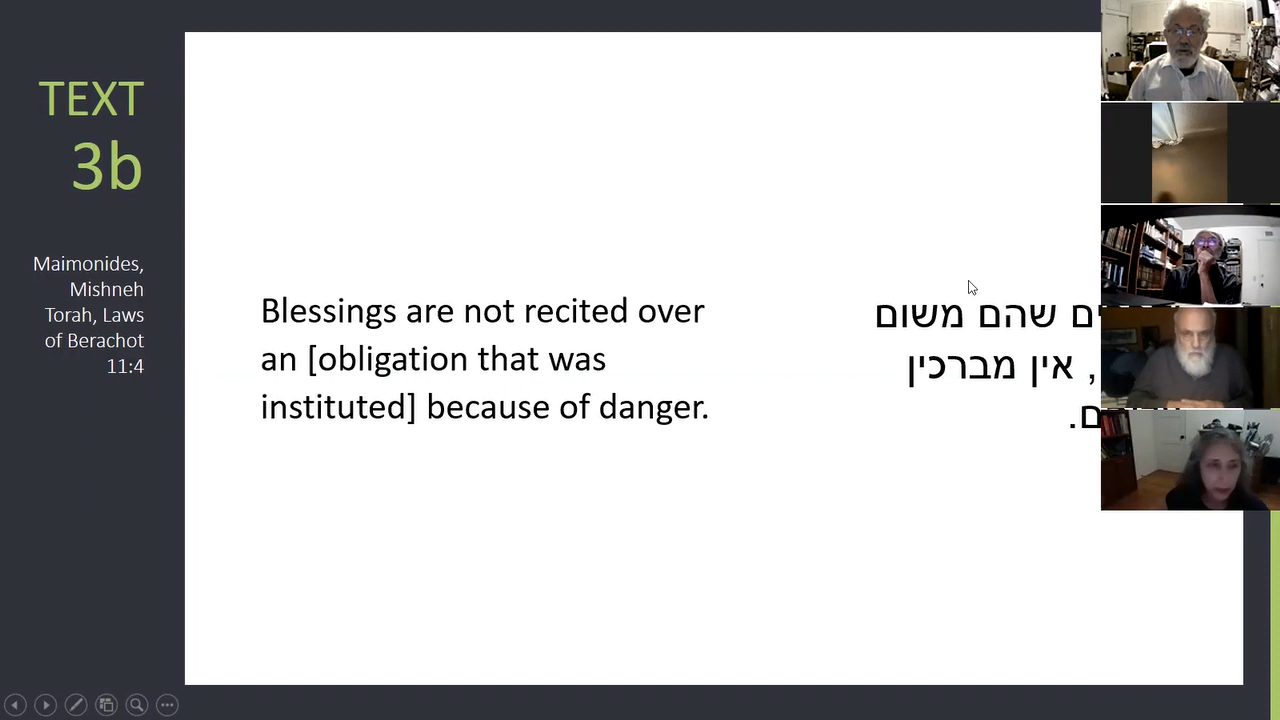 TEXT
3b
Maimonides,
Mishneh
Torah, Laws
of Berachot
11:4
Blessings are not recited over
an [obligation that was
instituted] because of danger.
שהם משום
, אין מברכין